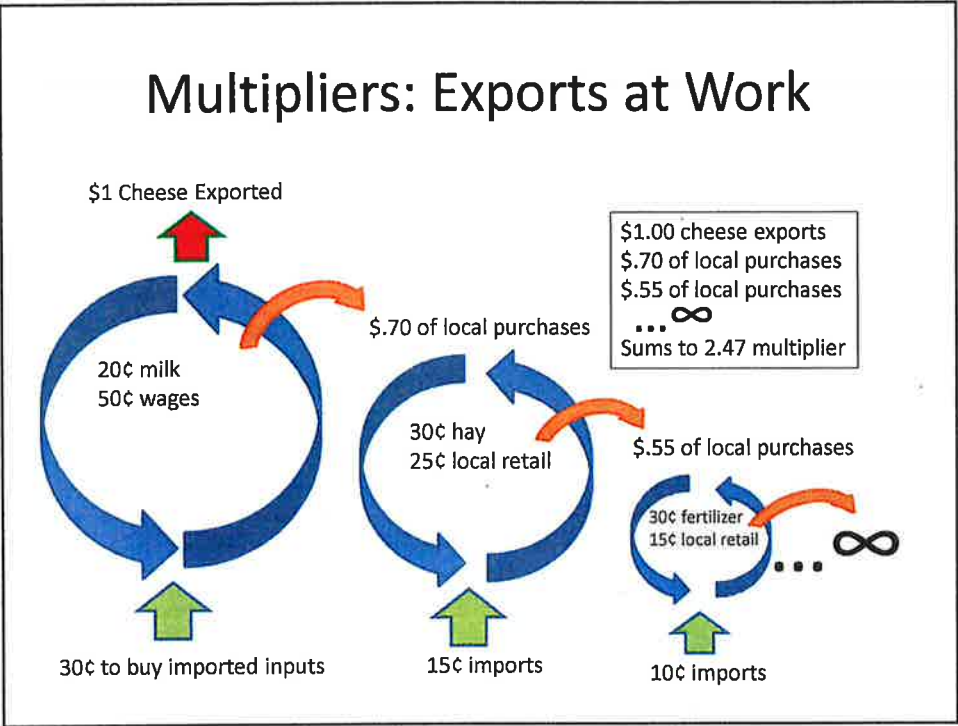 Multipliers: Exports at Work
$1 Cheese Exported
$1.00 cheese exports
$.70 of local purchases
$.55 of local purchases
... ∞
Sums to 2.47 multiplier
$.70 of local purchases
20¢ milk
50¢ wages
30¢ hay
25¢ local retail
$.55 of local purchases
30¢ fertilizer
15¢ local retail
... ∞
30¢ to buy imported inputs
15¢ imports
10¢ imports